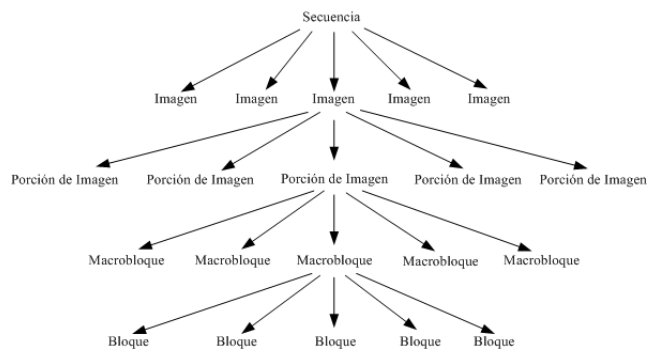 Secuencia
Imagen Imagen Imagen Imagen Imagen
Porción de Imagen Porción de Imagen Porción de Imagen Porción de Imagen Porción de Imagen
Macrobloque Macrobloque Macrobloque Macrobloque Macrobloque
Bloque Bloque Bloque Bloque Bloque